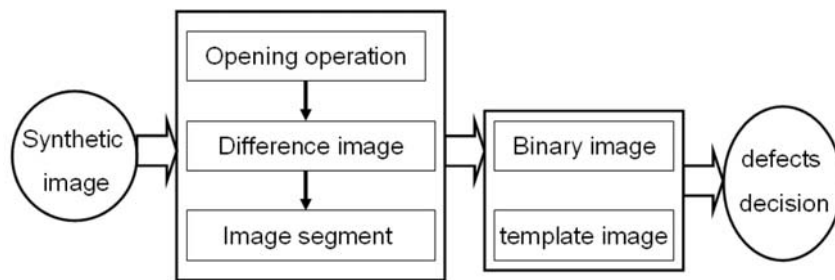 Synthetic
image
Opening operation
Difference image
Image segment
Binary image
template image
defects
decision